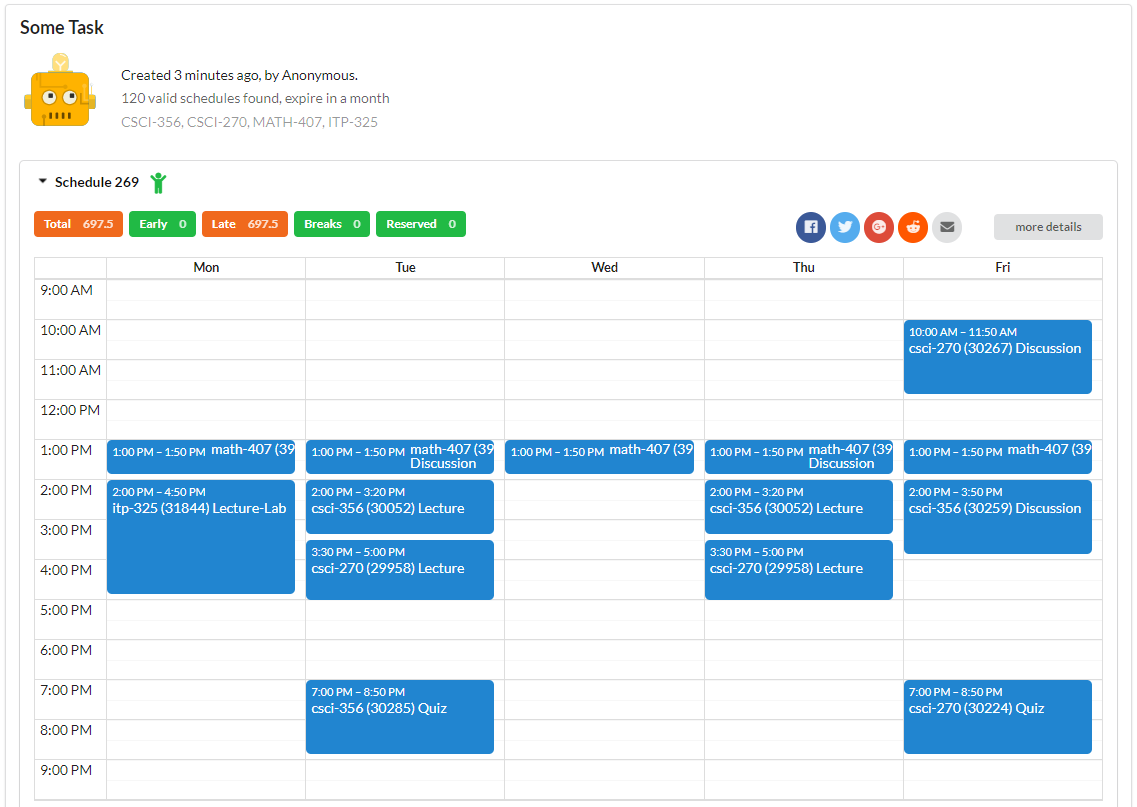 Some Task
Created 3 minutes ago, by Anonymous.
120 valid schedules found, expire in a month
CSCI-356, CSCI-270, MATH-407, ITP-325
Schedule 269
Total 697.5 Early 0 Late 697.5 Breaks 0 Reserved 0
more details
Mon Tue Wed Thu Fri
9:00 AM
10:00 AM
10:00 AM – 11:50 AM
csci-270 (30267) Discussion
11:00 AM
12:00 PM
1:00 PM
1:00 PM – 1:50 PM math-407 (39
1:00 PM – 1:50 PM math-407 (39
Discussion
1:00 PM – 1:50 PM math-407 (39
1:00 PM – 1:50 PM math-407 (39
Discussion
1:00 PM – 1:50 PM math-407 (39
2:00 PM
2:00 PM – 4:50 PM
itp-325 (31844) Lecture-Lab
2:00 PM – 3:20 PM
csci-356 (30052) Lecture
2:00 PM – 3:20 PM
csci-356 (30052) Lecture
2:00 PM – 3:50 PM
csci-356 (30259) Discussion
3:00 PM
3:30 PM – 5:00 PM
csci-270 (29958) Lecture
3:30 PM – 5:00 PM
csci-270 (29958) Lecture
4:00 PM
5:00 PM
6:00 PM
7:00 PM
7:00 PM – 8:50 PM
csci-356 (30285) Quiz
7:00 PM – 8:50 PM
csci-270 (30224) Quiz
8:00 PM
9:00 PM